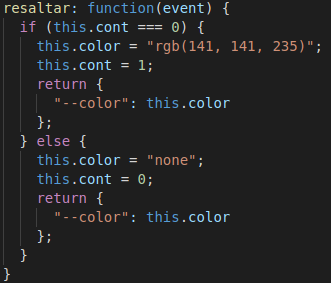 resaltar: function(event) {
  if (this.cont === 0) {
    this.color = "rgb(141, 141, 235)";
    this.cont = 1;
    return {
      "--color": this.color
    };
  } else {
    this.color = "none";
    this.cont = 0;
    return {
      "--color": this.color
    };
  }
}